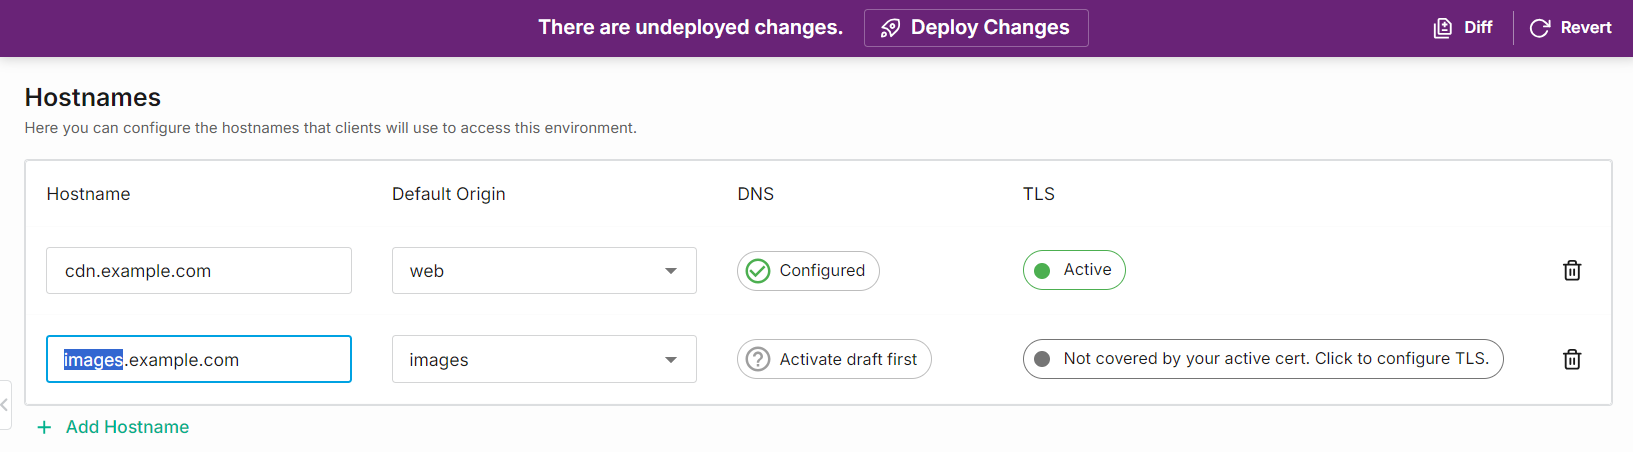 There are undeployed changes. Deploy Changes Diff Revert
Hostnames
Here you can configure the hostnames that clients will use to access this environment.
Hostname Default Origin DNS TLS
cdn.example.com web Configured Active
images.example.com images Activate draft first Not covered by your active cert. Click to configure TLS.
+ Add Hostname